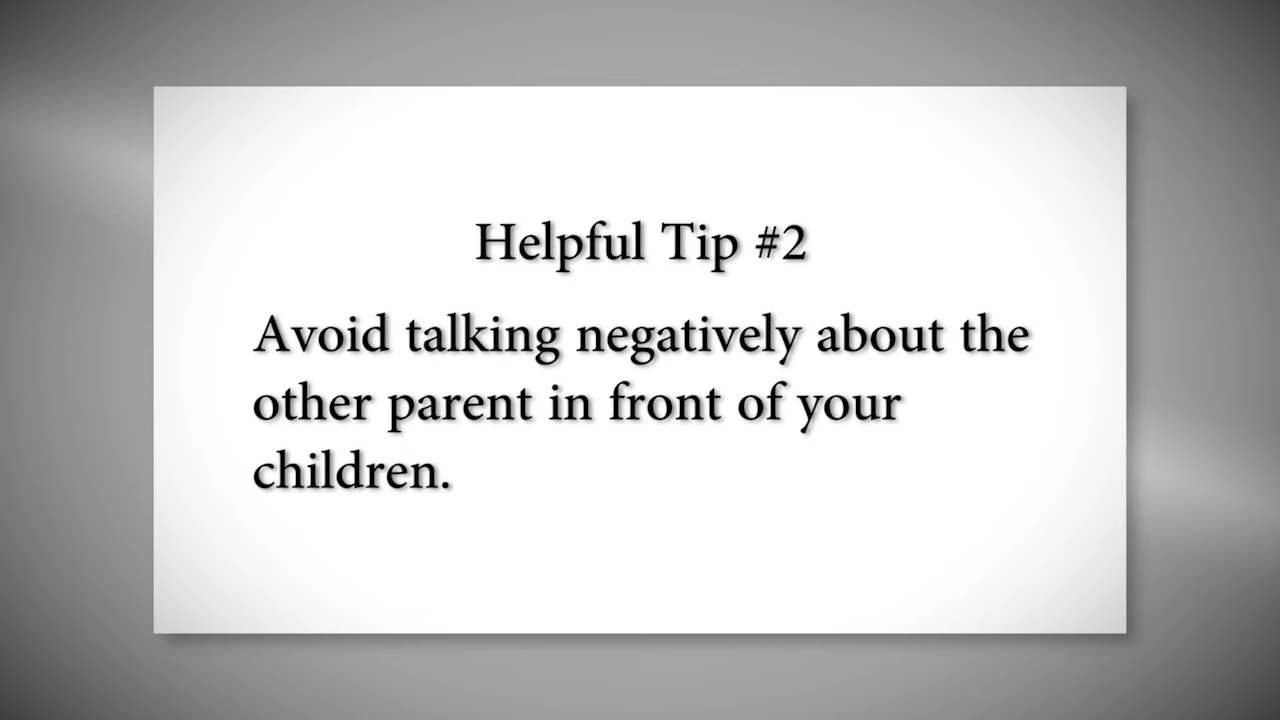 Helpful Tip #2
Avoid talking negatively about the
other parent in front of your
children.